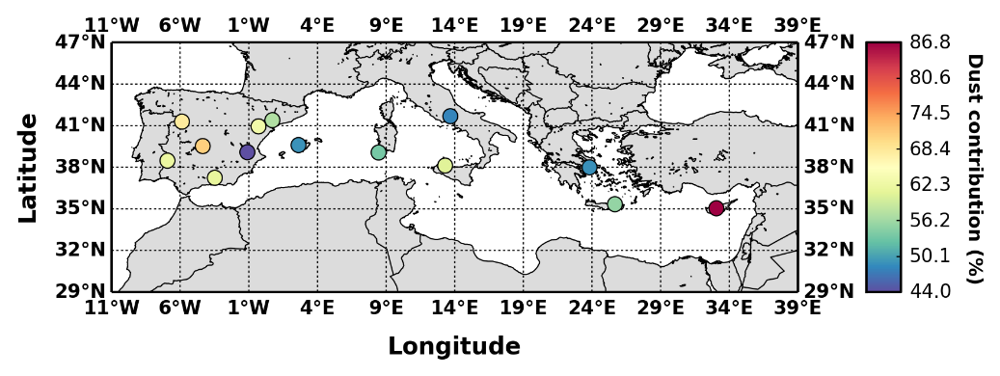 11°W 6°W 1°W 4°E 9°E 14°E 19°E 24°E 29°E 34°E 39°E
47°N 47°N 86.8
44°N 44°N 80.6
41°N 41°N 74.5
38°N 38°N 68.4
35°N 35°N 62.3
32°N 32°N 56.2
29°N 29°N 50.1
44.0
11°W 6°W 1°W 4°E 9°E 14°E 19°E 24°E 29°E 34°E 39°E
Latitude
Longitude
Dust contribution (%)